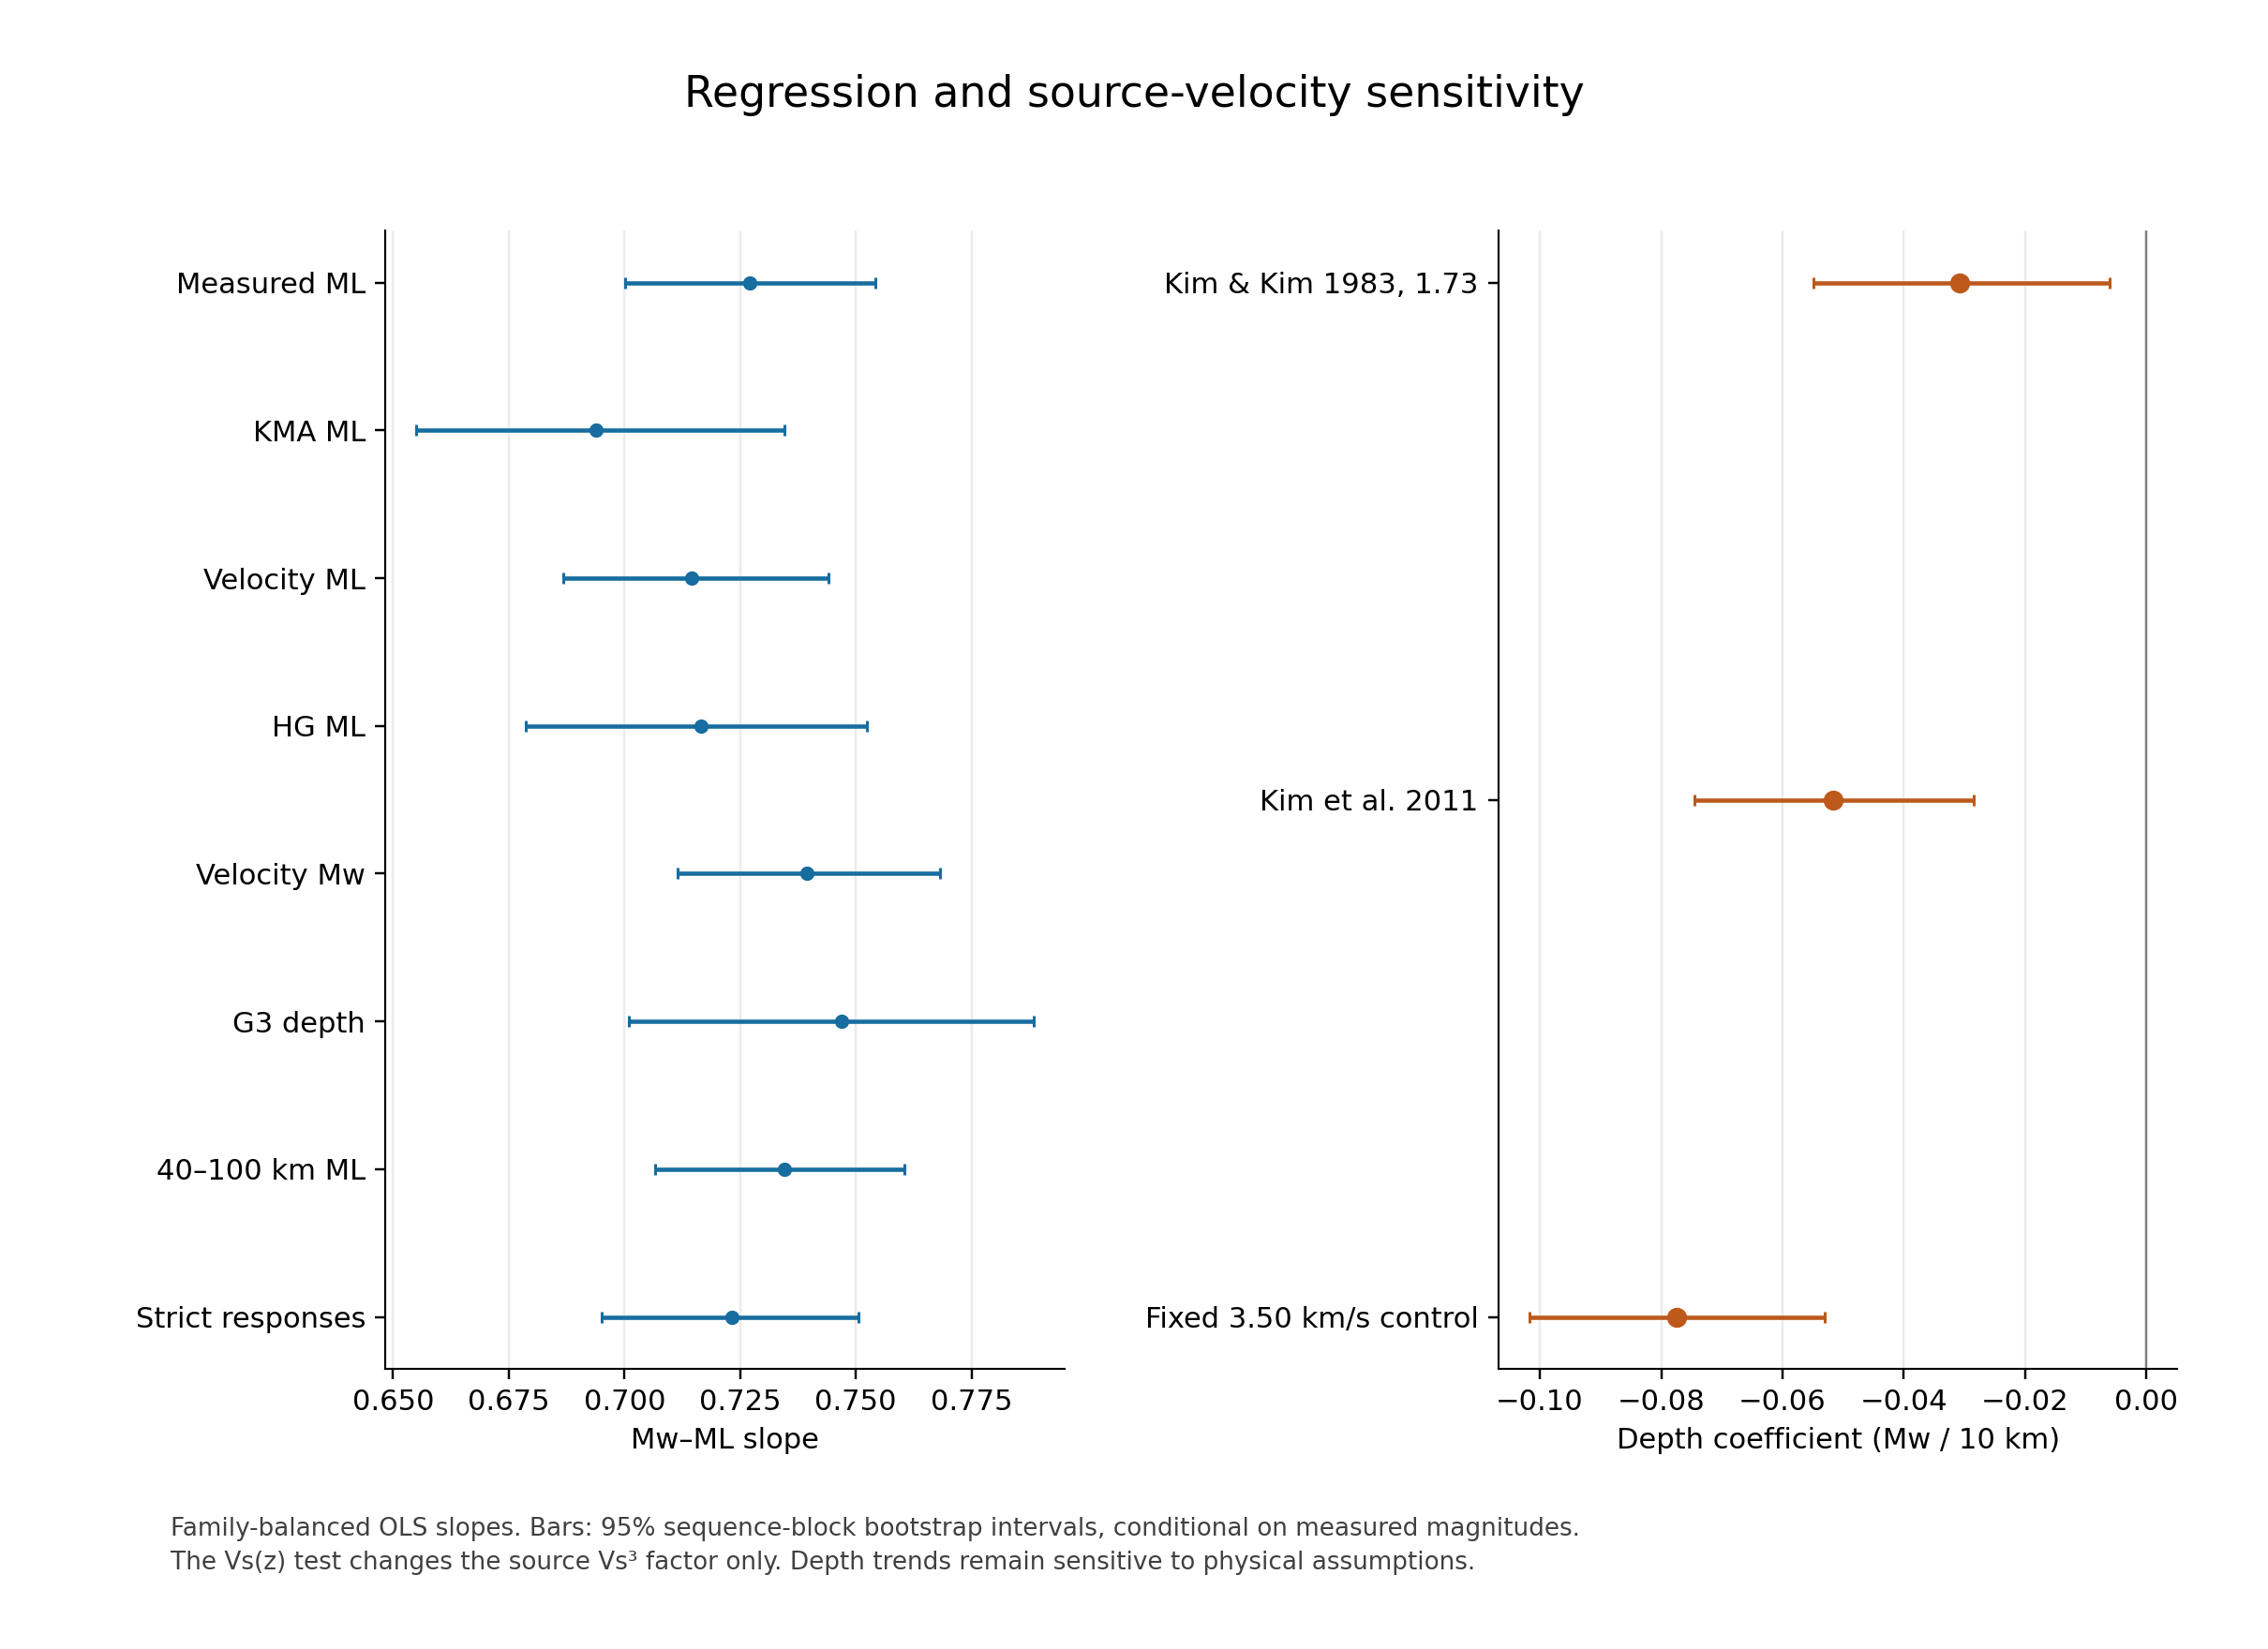 Regression and source-velocity sensitivity
Measured ML
KMA ML
Velocity ML
HG ML
Velocity Mw
G3 depth
40–100 km ML
Strict responses
0.650 0.675 0.700 0.725 0.750 0.775
Mw–ML slope
Kim & Kim 1983, 1.73
Kim et al. 2011
Fixed 3.50 km/s control
−0.10 −0.08 −0.06 −0.04 −0.02 0.00
Depth coefficient (Mw / 10 km)
Family-balanced OLS slopes. Bars: 95% sequence-block bootstrap intervals, conditional on measured magnitudes.
The Vs(z) test changes the source Vs³ factor only. Depth trends remain sensitive to physical assumptions.